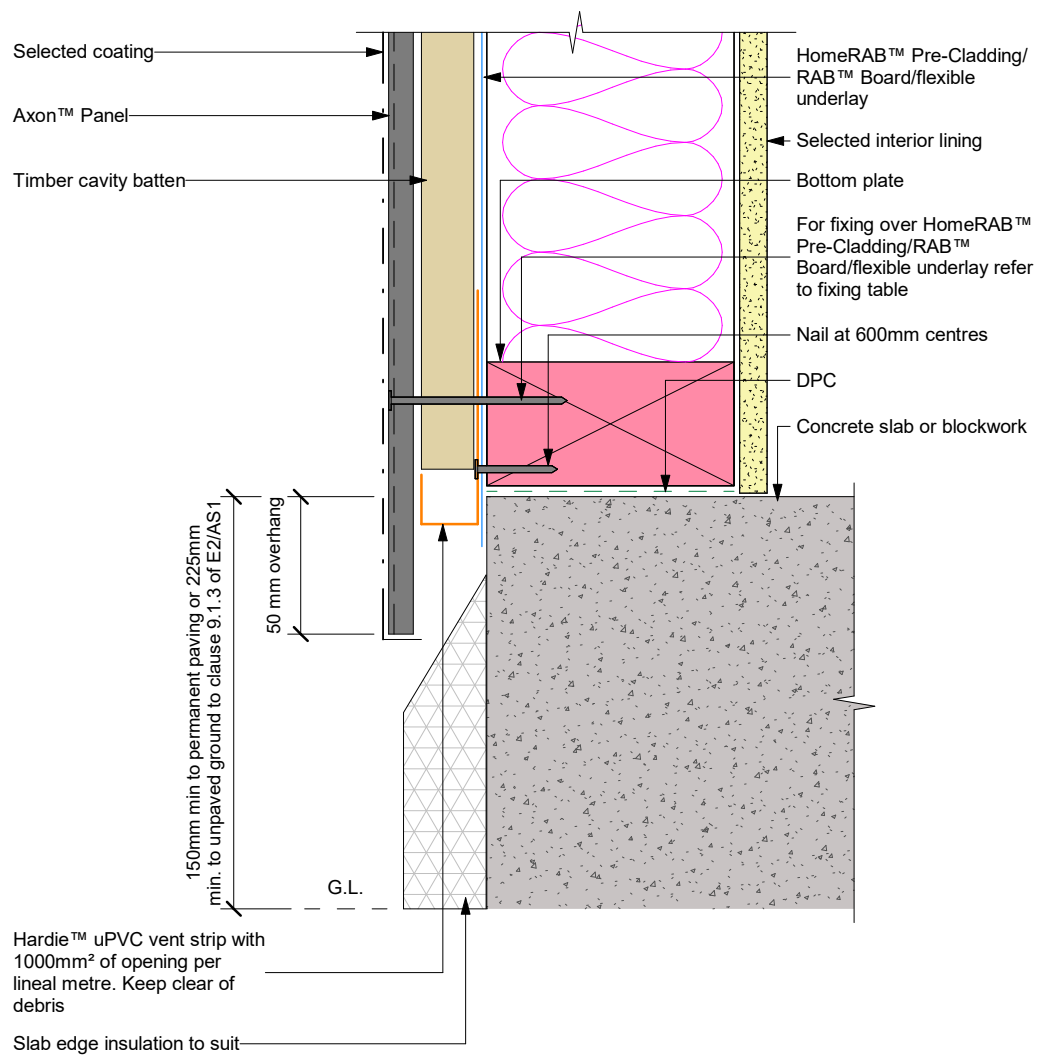 Selected coating
Axon™ Panel
Timber cavity batten
HomeRAB™ Pre-Cladding/
RAB™ Board/flexible
underlay
Selected interior lining
Bottom plate
For fixing over HomeRAB™
Pre-Cladding/RAB™
Board/flexible underlay refer
to fixing table
Nail at 600mm centres
DPC
Concrete slab or blockwork
150mm min to permanent paving or 225mm
min. to unpaved ground to clause 9.1.3 of E2/AS1
50 mm overhang
G.L.
Hardie™ uPVC vent strip with
1000mm² of opening per
lineal metre. Keep clear of
debris
Slab edge insulation to suit